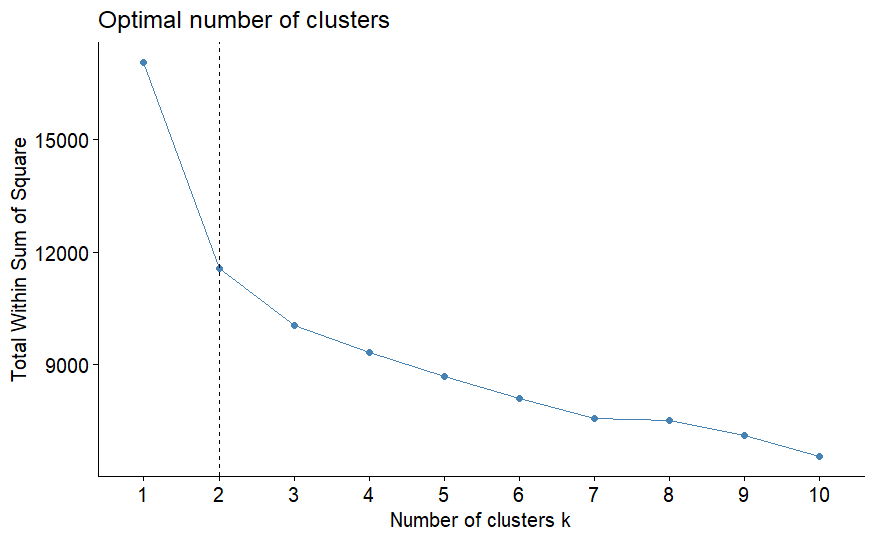 Optimal number of clusters
Total Within Sum of Square
15000
12000
9000
1 2 3 4 5 6 7 8 9 10
Number of clusters k